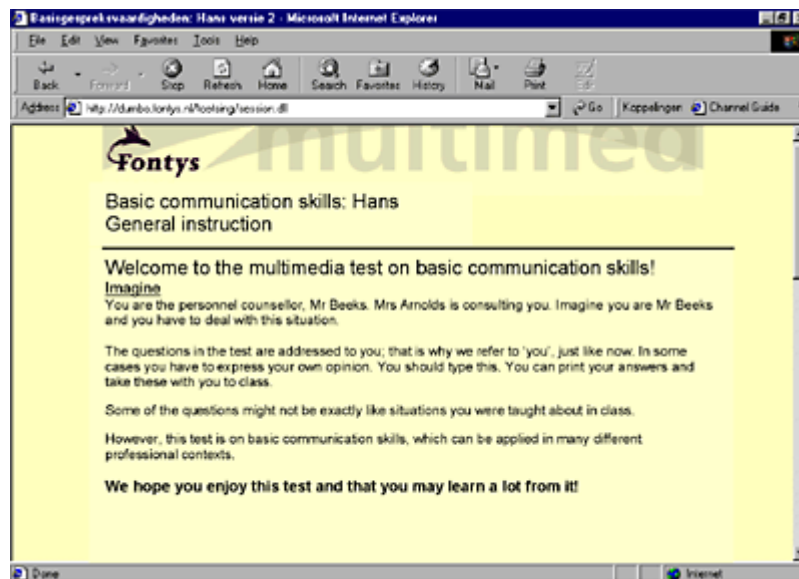 Basisgespreksvaardigheden: Hans versie 2 - Microsoft Internet Explorer
File Edit View Favorites Tools Help
Back Forward Stop Refresh Home Search Favorites History Mail Print Edit
Address http://dumbo.fontys.nl/toetsing/session.dll Go Koppelingen Channel Guide
multimed
Fontys
Basic communication skills: Hans
General instruction
Welcome to the multimedia test on basic communication skills!
Imagine
You are the personnel counsellor, Mr Beeks. Mrs Arnolds is consulting you. Imagine you are Mr Beeks
and you have to deal with this situation.
The questions in the test are addressed to you; that is why we refer to 'you', just like now. In some
cases you have to express your own opinion. You should type this. You can print your answers and
take these with you to class.
Some of the questions might not be exactly like situations you were taught about in class.
However, this test is on basic communication skills, which can be applied in many different
professional contexts.
We hope you enjoy this test and that you may learn a lot from it!
Done Internet